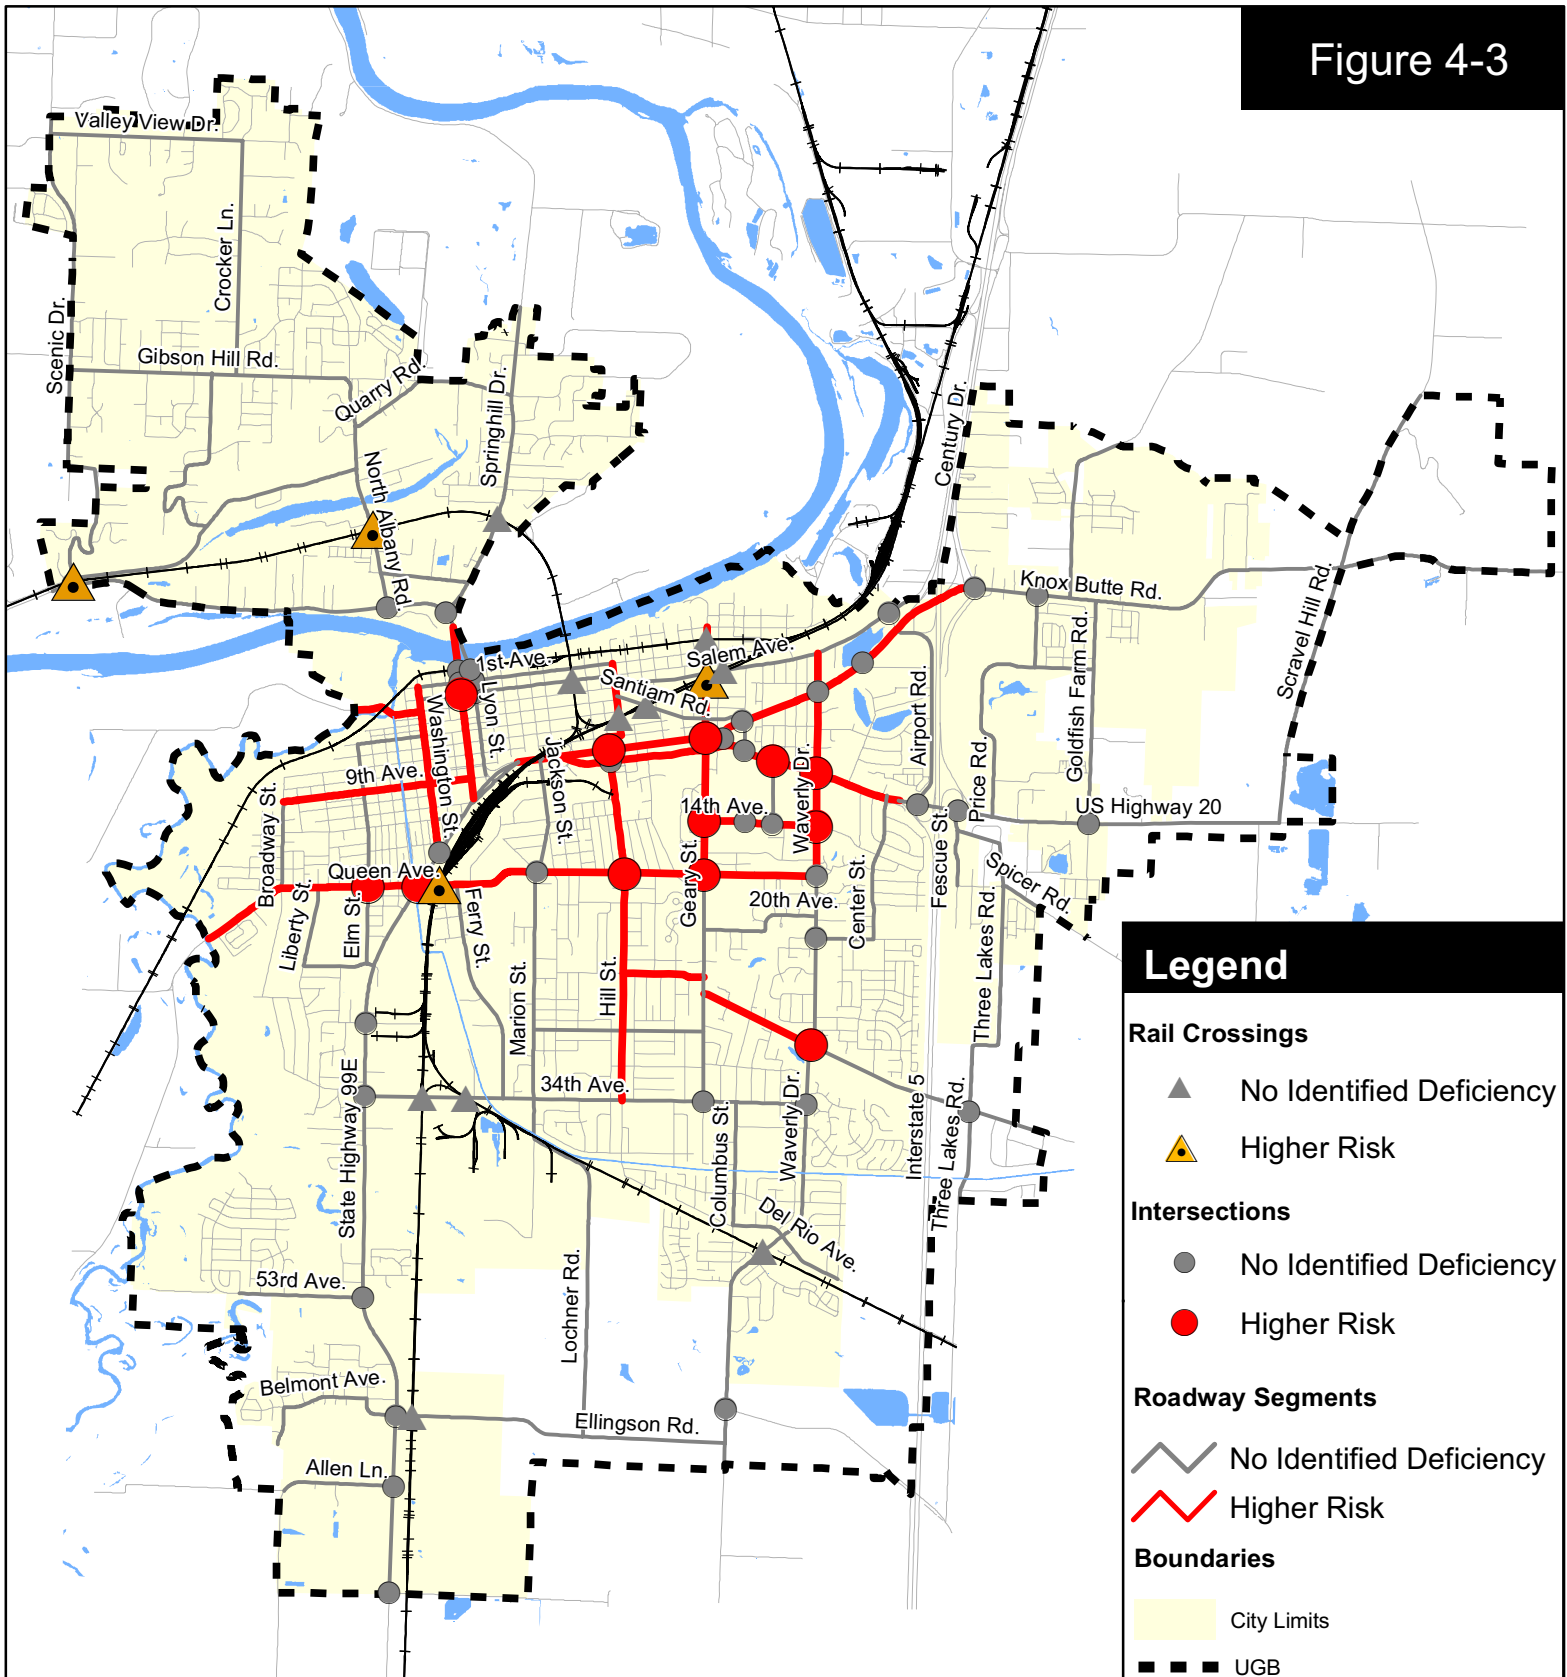 Figure 4-3
Valley View Dr.
Crocker Ln.
Scenic Dr.
Gibson Hill Rd.
Quarry Rd.
Springhill Dr.
North Albany Rd.
Century Dr.
Knox Butte Rd.
Scravel Hill Rd.
Goldfish Farm Rd.
Salem Ave.
1st Ave.
Santiam Rd.
Lyon St.
Washington St.
Airport Rd.
Price Rd.
Jackson St.
Waverly Dr.
9th Ave.
14th Ave.
US Highway 20
Broadway St.
Fescue St.
Queen Ave.
Geary St.
Spicer Rd.
Liberty St.
Elm St.
Ferry St.
20th Ave.
Center St.
Three Lakes Rd.
Marion St.
Hill St.
34th Ave.
State Highway 99E
Columbus St.
Waverly Dr.
Interstate 5
Three Lakes Rd.
Del Rio Ave.
53rd Ave.
Lochner Rd.
Belmont Ave.
Ellingson Rd.
Allen Ln.
Legend
Rail Crossings
No Identified Deficiency
Higher Risk
Intersections
No Identified Deficiency
Higher Risk
Roadway Segments
No Identified Deficiency
Higher Risk
Boundaries
City Limits
UGB